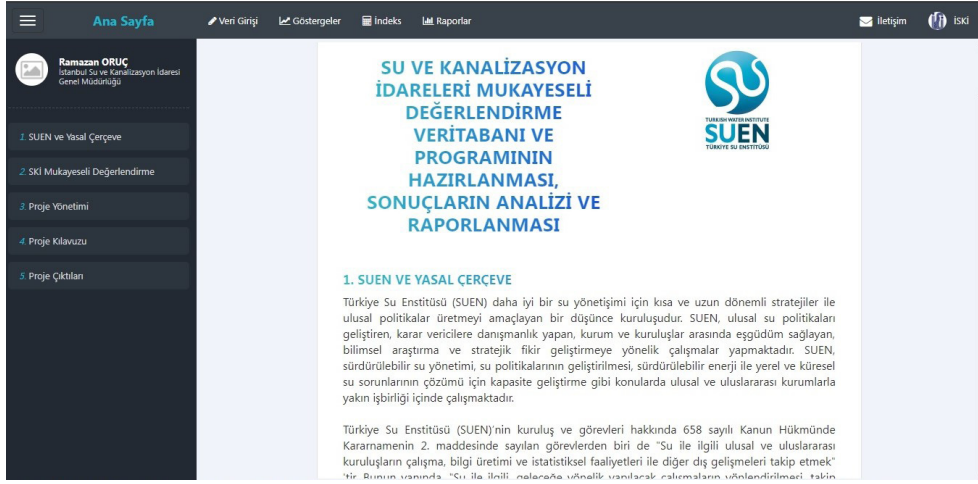 Ana Sayfa
Veri Girişi
Göstergeler
İndeks
Raporlar
İletişim
İSKİ
Ramazan ORUÇ
İstanbul Su ve Kanalizasyon İdaresi
Genel Müdürlüğü
1. SUEN ve Yasal Çerçeve
2. SKİ Mukayeseli Değerlendirme
3. Proje Yönetimi
4. Proje Kılavuzu
5. Proje Çıktıları
SU VE KANALİZASYON
İDARELERİ MUKAYESELİ
DEĞERLENDİRME
VERİTABANI VE
PROGRAMININ
HAZIRLANMASI,
SONUÇLARIN ANALİZİ VE
RAPORLANMASI
TURKISH WATER INSTITUTE
SUEN
TÜRKİYE SU ENSTİTÜSÜ
1. SUEN VE YASAL ÇERÇEVE
Türkiye Su Enstitüsü (SUEN) daha iyi bir su yönetişimi için kısa ve uzun dönemli stratejiler ile
ulusal politikalar üretmeyi amaçlayan bir düşünce kuruluşudur. SUEN, ulusal su politikaları
geliştiren, karar vericilere danışmanlık yapan, kurum ve kuruluşlar arasında eşgüdüm sağlayan,
bilimsel araştırma ve stratejik fikir geliştirmeye yönelik çalışmalar yapmaktadır. SUEN,
sürdürülebilir su yönetimi, su politikalarının geliştirilmesi, sürdürülebilir enerji ile yerel ve küresel
su sorunlarının çözümü için kapasite geliştirme gibi konularda ulusal ve uluslararası kurumlarla
yakın işbirliği içinde çalışmaktadır.
Türkiye Su Enstitüsü (SUEN)'nin kuruluş ve görevleri hakkında 658 sayılı Kanun Hükmünde
Kararnamenin 2. maddesinde sayılan görevlerden biri de "Su ile ilgili ulusal ve uluslararası
kuruluşların çalışma, bilgi üretimi ve istatistiksel faaliyetleri ile diğer dış gelişmeleri takip etmek"
'tir. Bunun yanında, "Su ile ilgili, geleceğe yönelik yapılacak çalışmaların yönlendirilmesi, takip